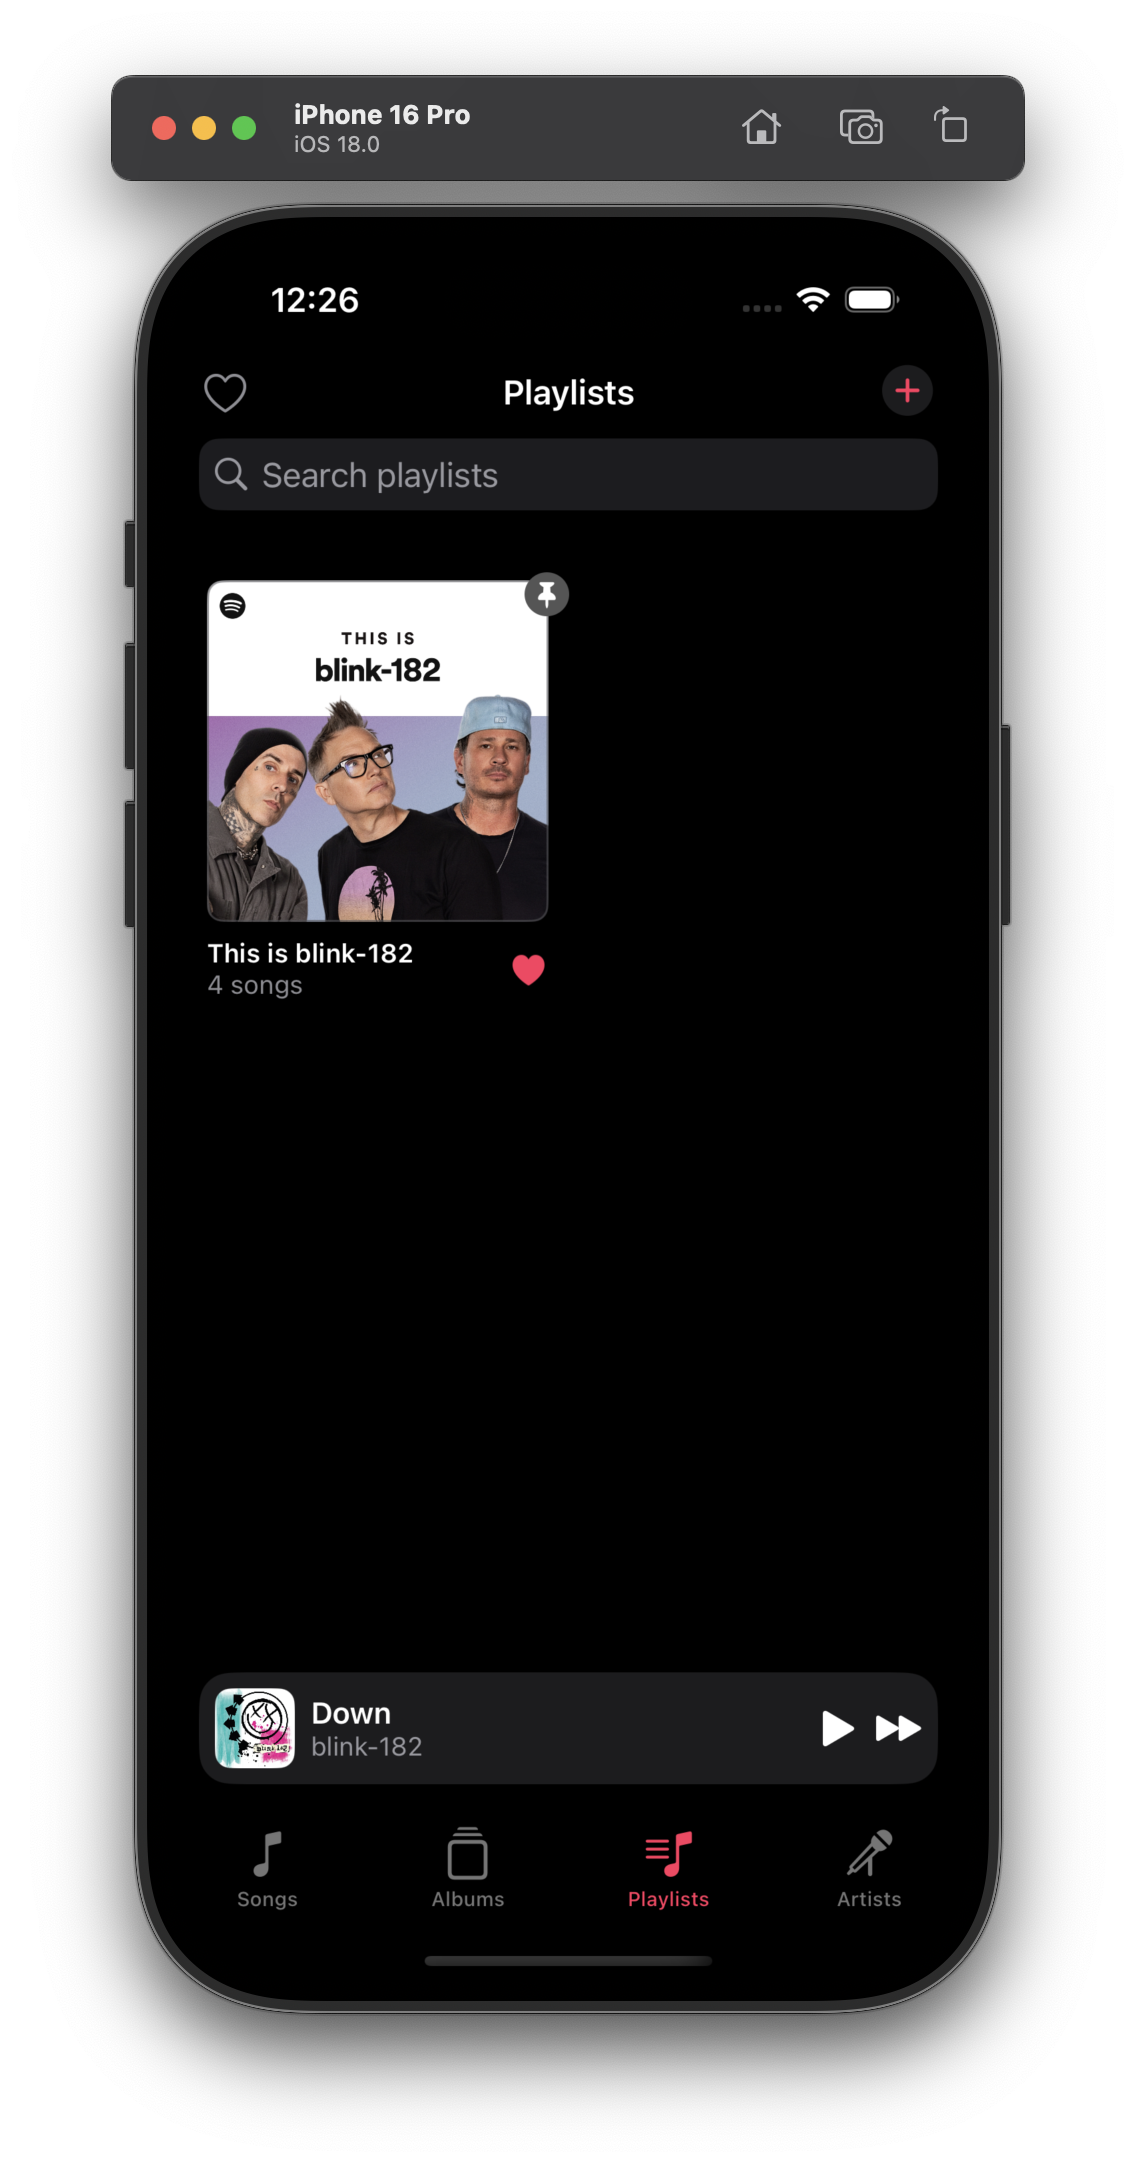 iPhone 16 Pro
iOS 18.0
12:26
Playlists
Search playlists
THIS IS
blink-182
This is blink-182
4 songs
Down
blink-182
Songs
Albums
Playlists
Artists